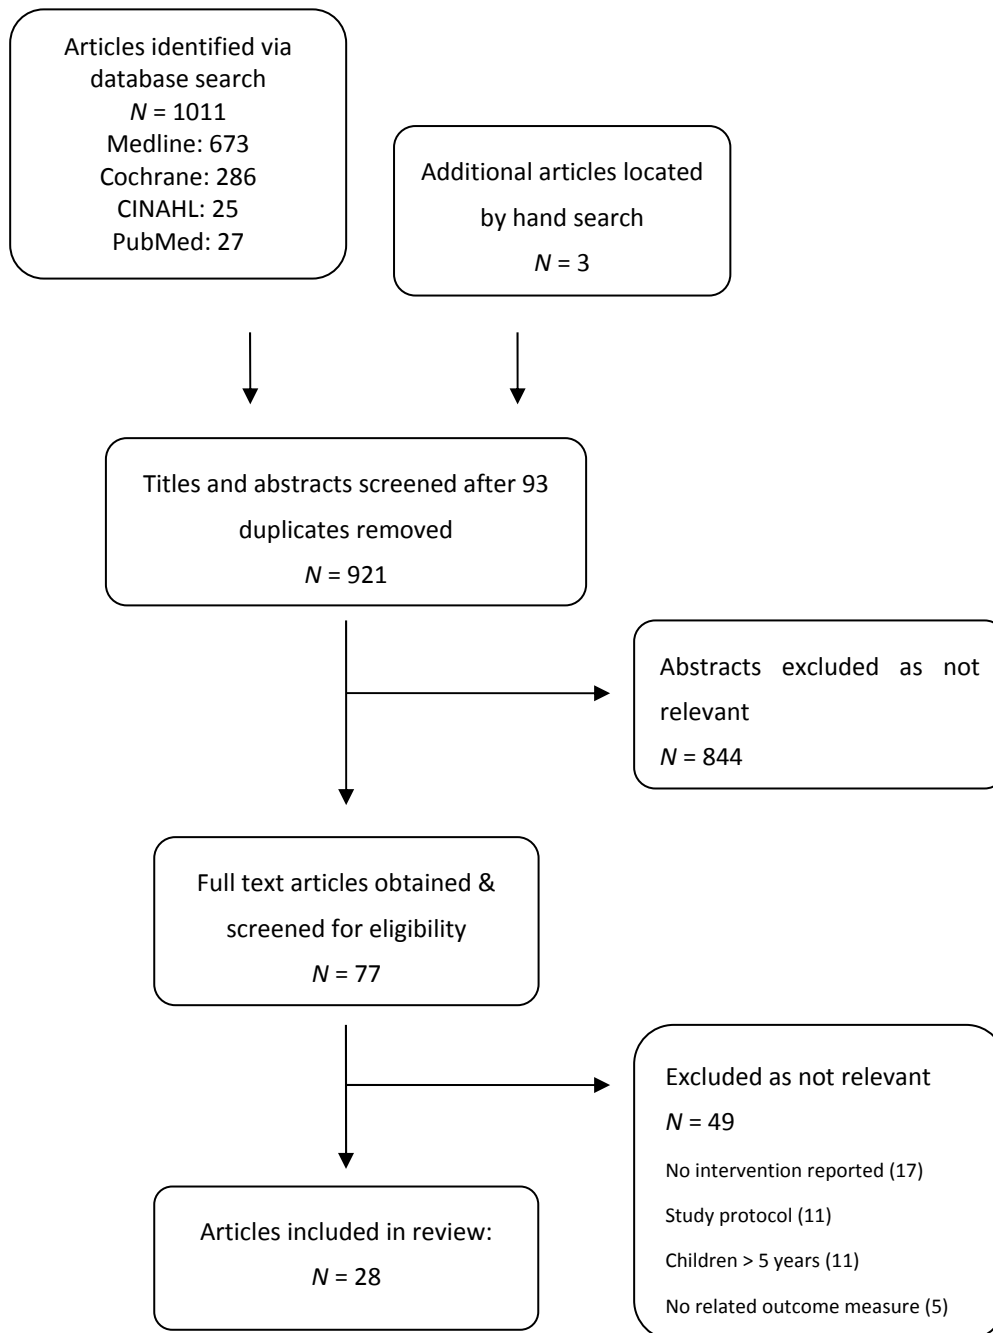 Articles identified via
database search
N = 1011
Medline: 673
Cochrane: 286
CINAHL: 25
PubMed: 27
Additional articles located
by hand search
N = 3
Titles and abstracts screened after 93
duplicates removed
N = 921
Abstracts excluded as not
relevant
N = 844
Full text articles obtained &
screened for eligibility
N = 77
Excluded as not relevant
N = 49
No intervention reported (17)
Study protocol (11)
Children > 5 years (11)
No related outcome measure (5)
Articles included in review:
N = 28